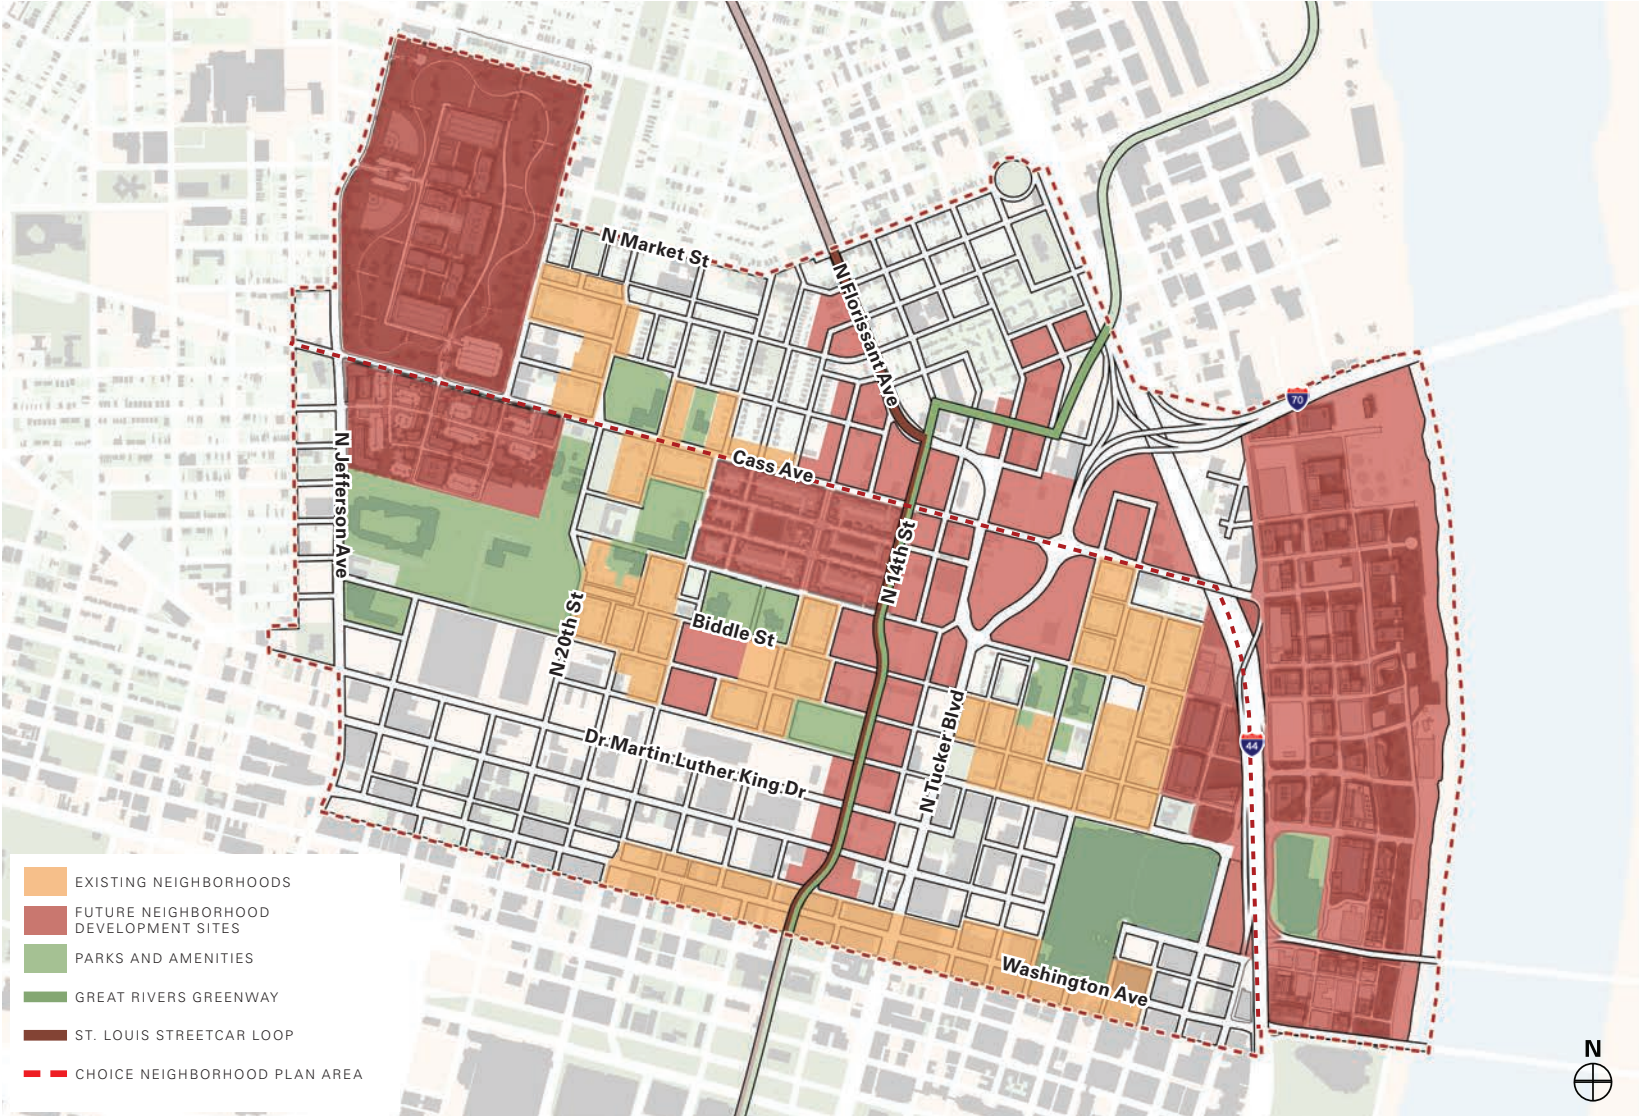 N Market St
N Florissant Ave
70
Cass Ave
N Jefferson Ave
N 14th St
N 20th St
Biddle St
N Tucker Blvd
44
Dr Martin Luther King Dr
Washington Ave
EXISTING NEIGHBORHOODS
FUTURE NEIGHBORHOOD
DEVELOPMENT SITES
PARKS AND AMENITIES
GREAT RIVERS GREENWAY
ST. LOUIS STREETCAR LOOP
CHOICE NEIGHBORHOOD PLAN AREA
N